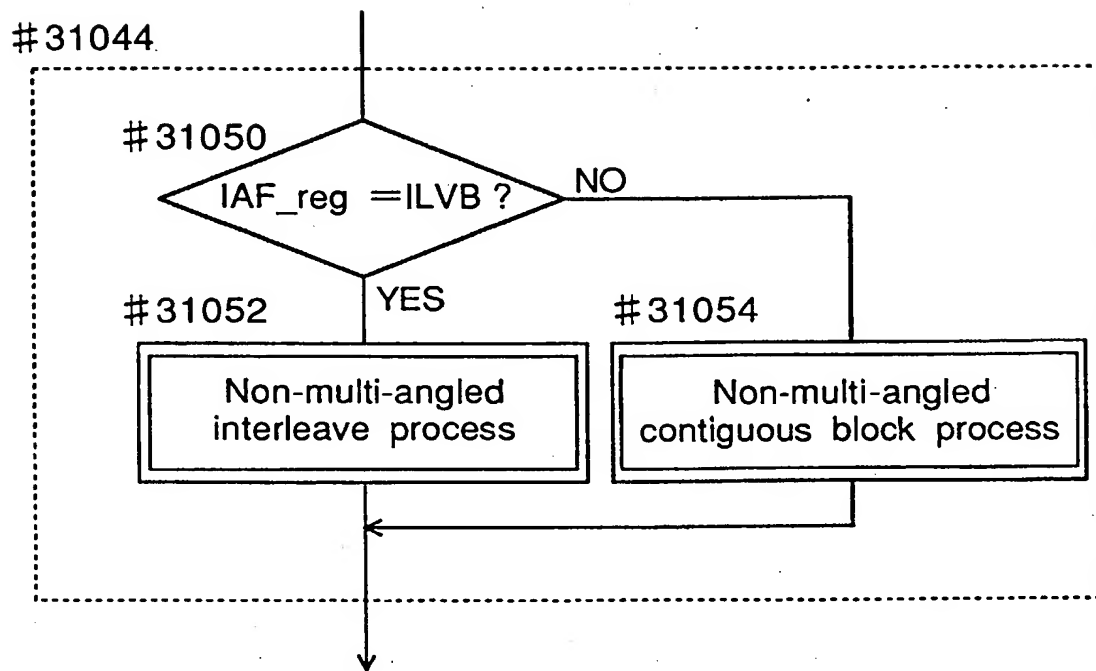 #31044
#31050
IAF_reg =ILVB ?
NO
YES
#31052
#31054
Non-multi-angled
interleave process
Non-multi-angled
contiguous block process